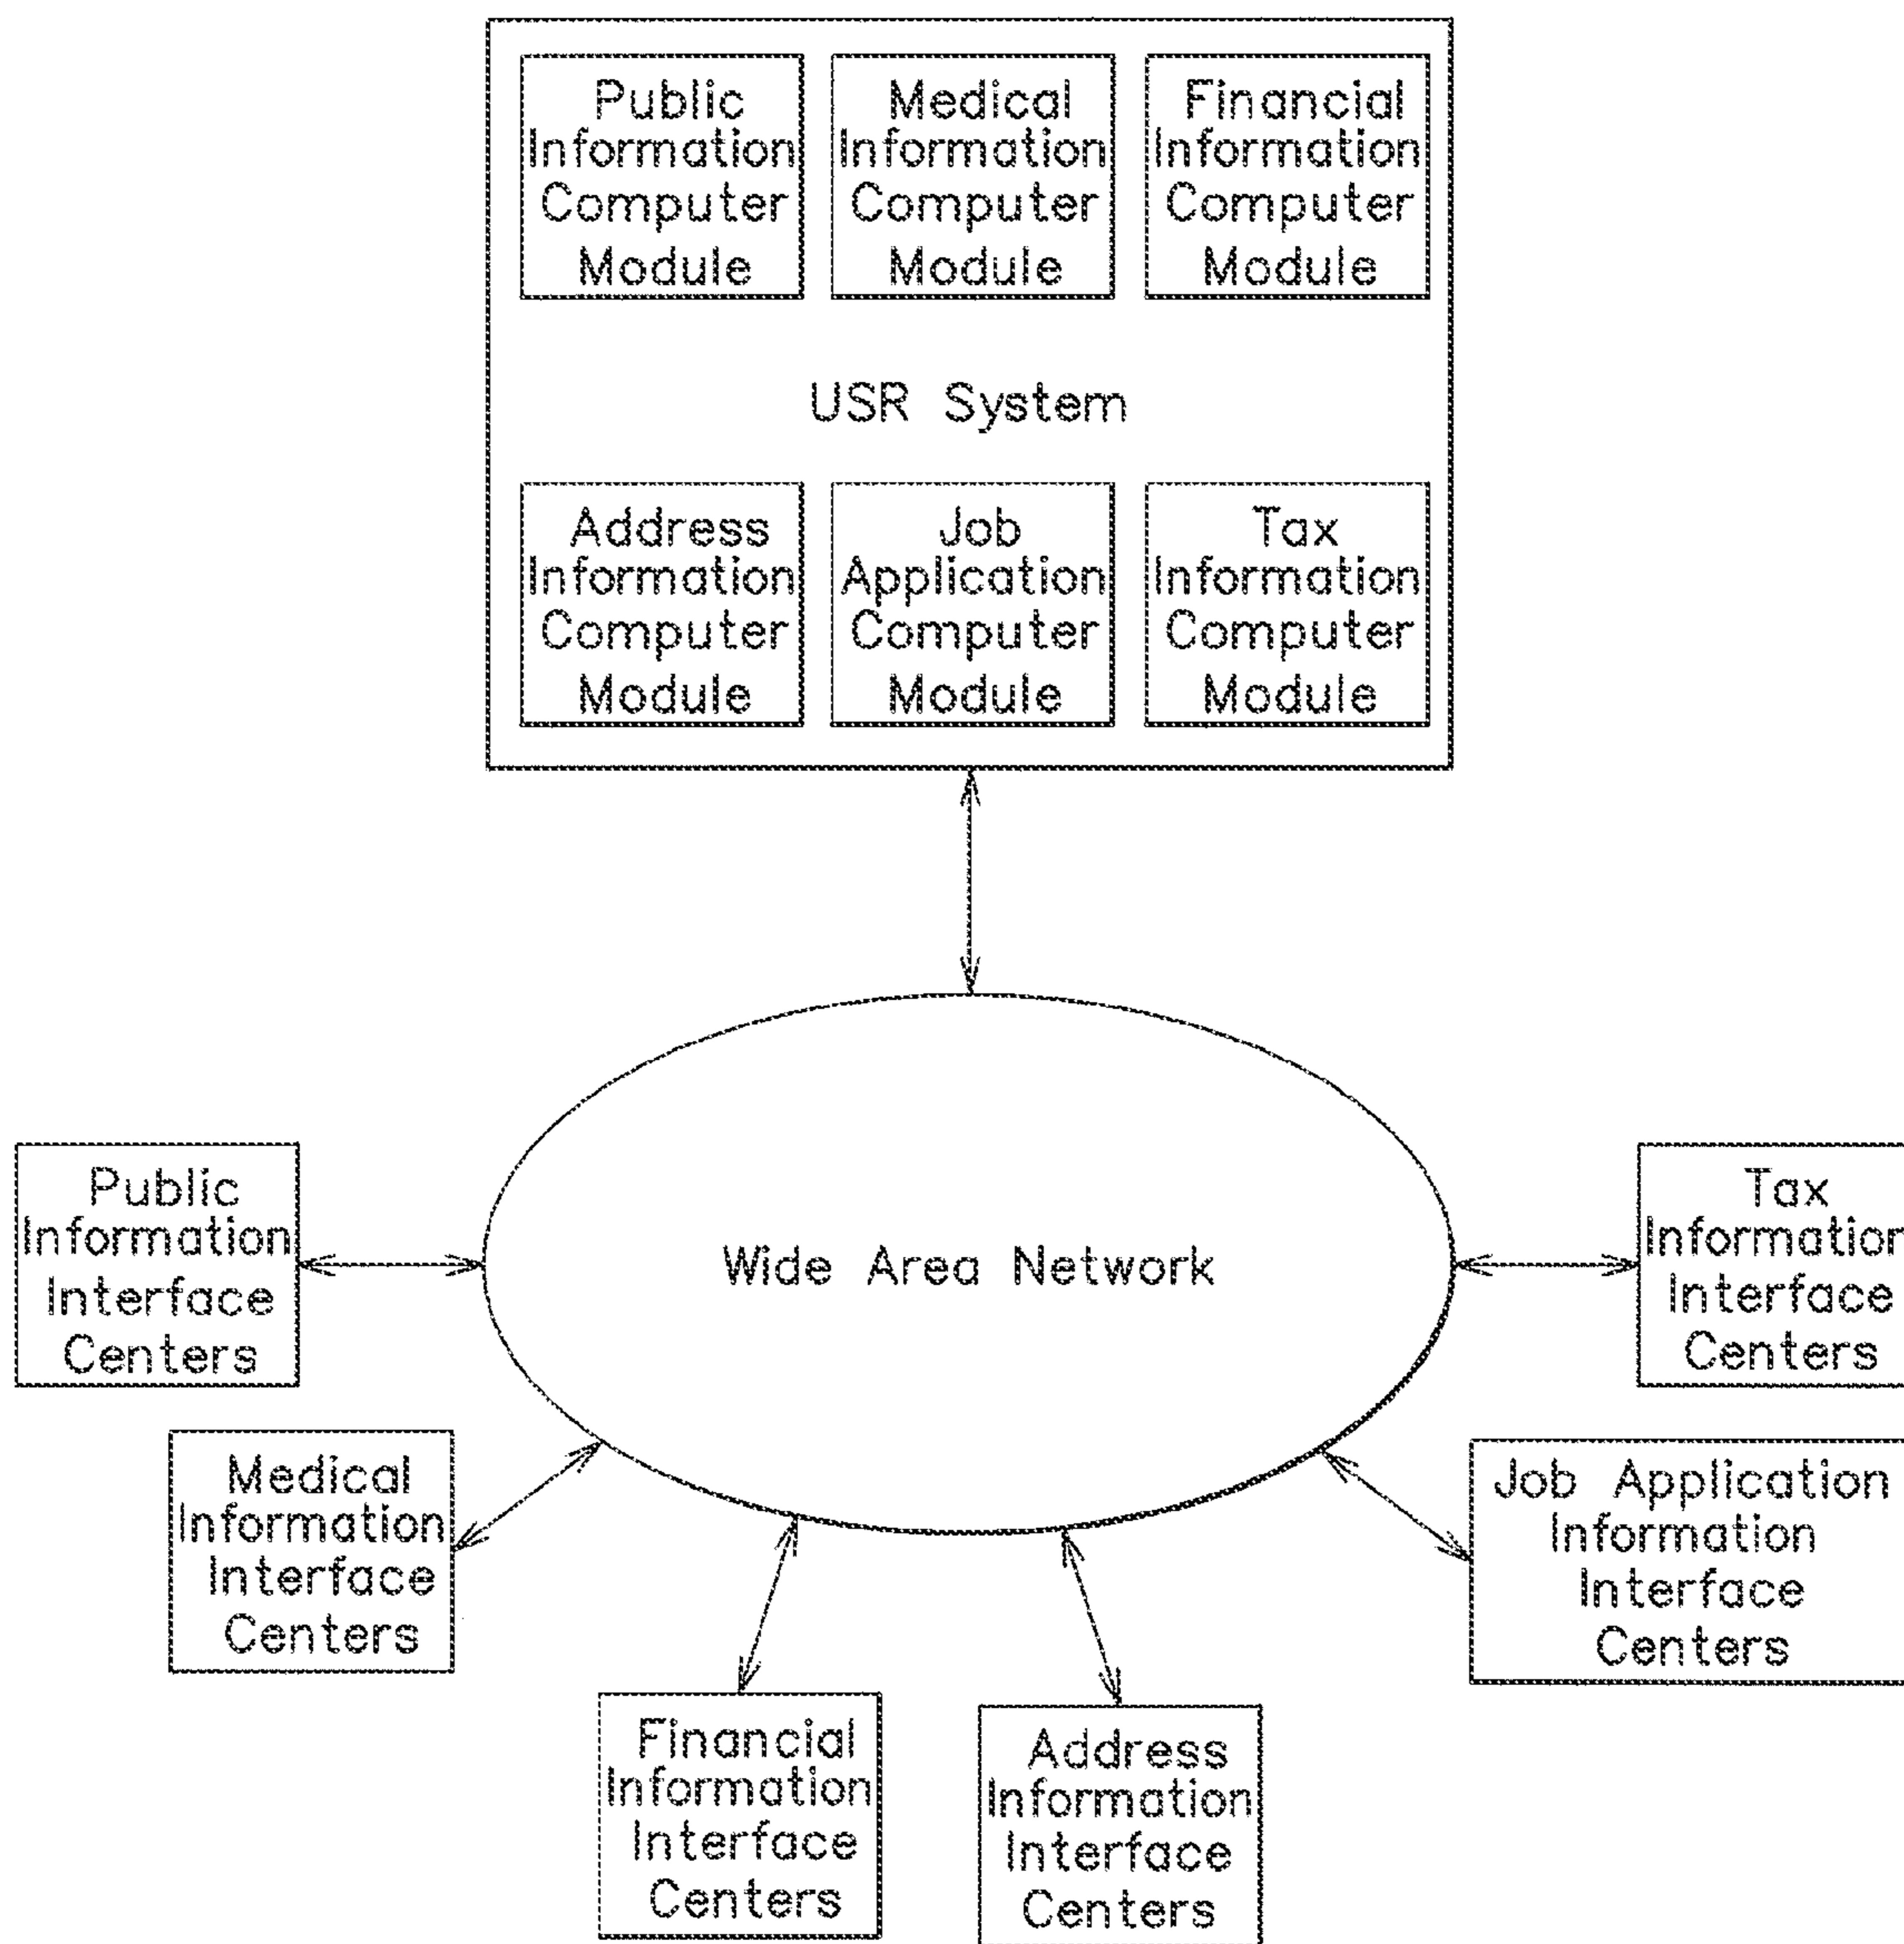 Public
Information
Computer
Module
Medical
Information
Computer
Module
Financial
Information
Computer
Module
USR System
Address
Information
Computer
Module
Job
Application
Computer
Module
Tax
Information
Computer
Module
Wide Area Network
Public
Information
Interface
Centers
Tax
Information
Interface
Centers
Medical
Information
Interface
Centers
Job Application
Information
Interface
Centers
Financial
Information
Interface
Centers
Address
Information
Interface
Centers